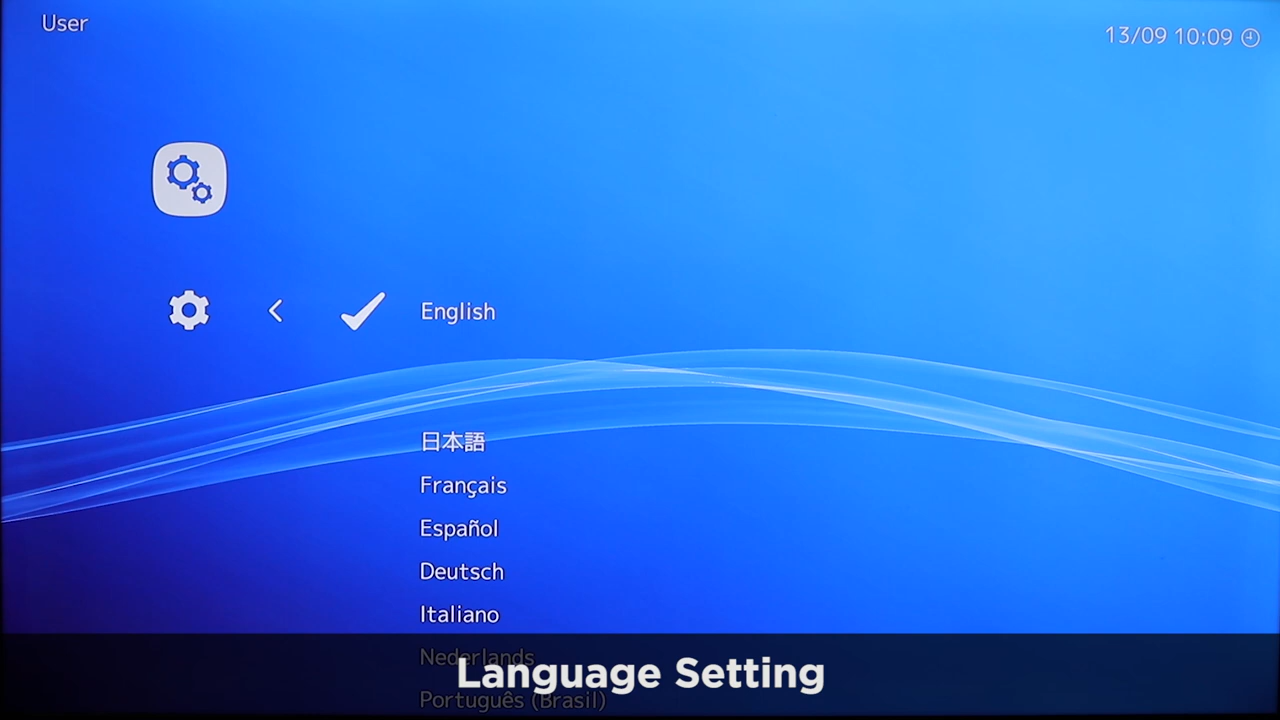 User
13/09 10:09
English
日本語
Français
Español
Deutsch
Italiano
Nederlands
Language Setting
Português (Brasil)